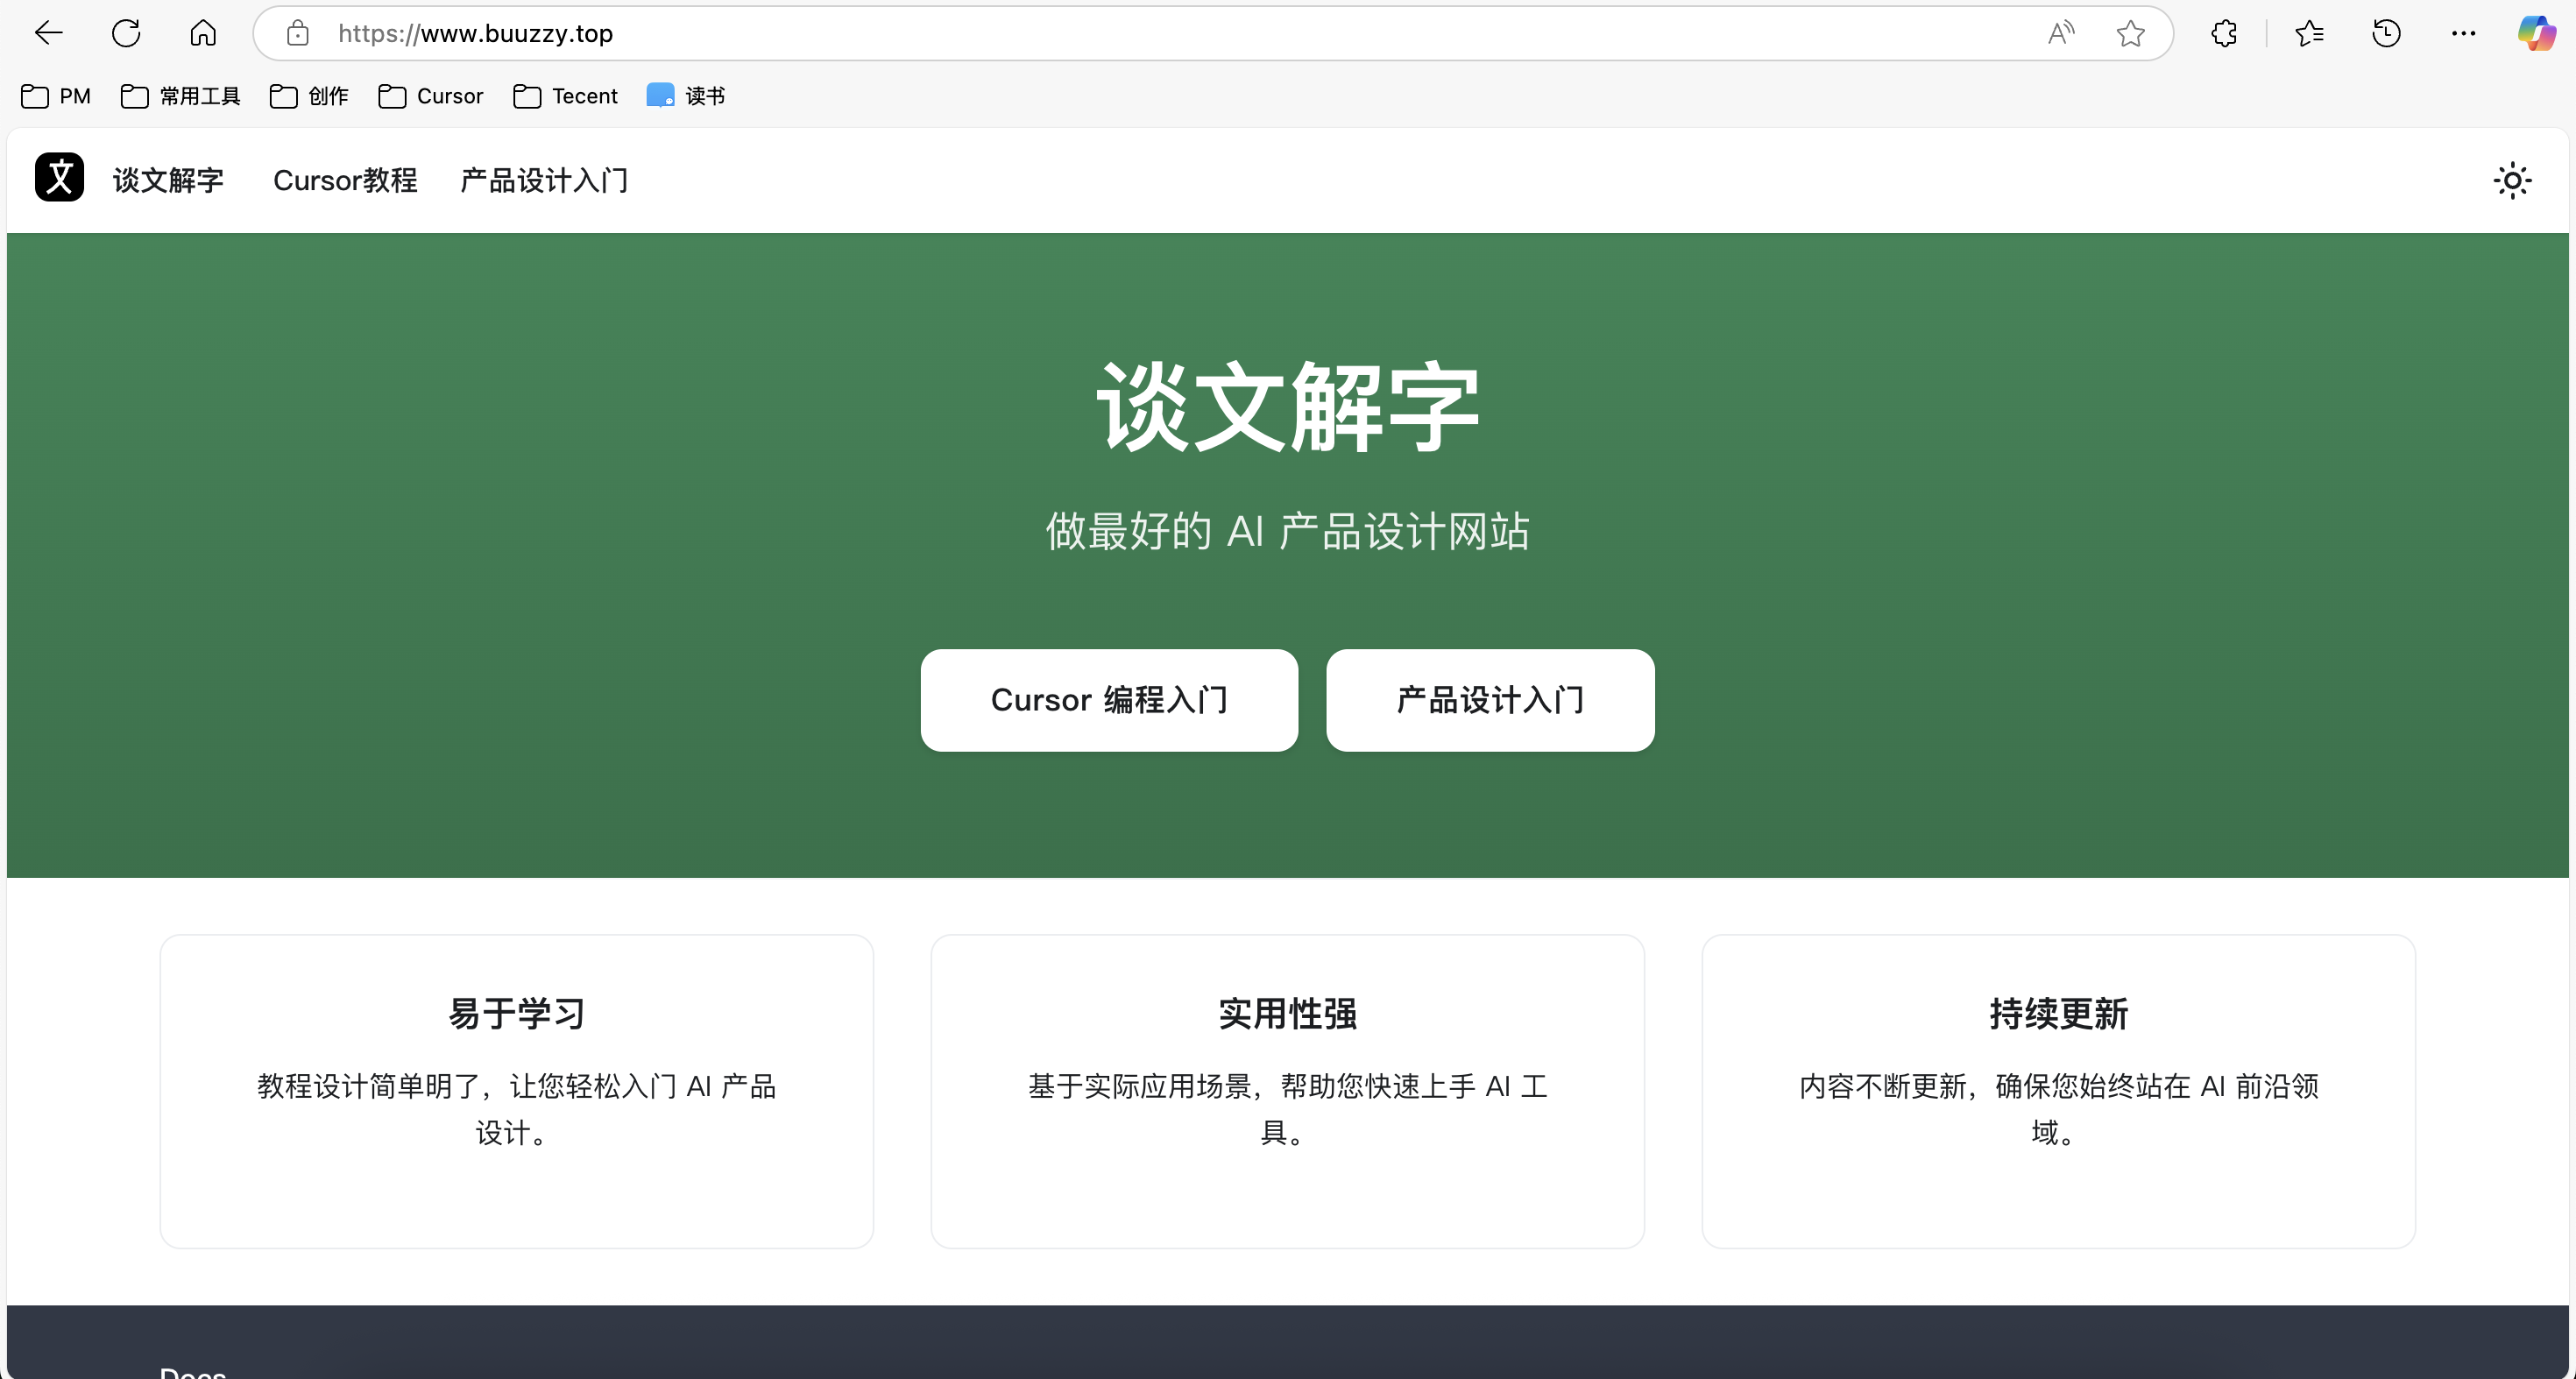 https://www.buuzzy.top
PM 常用工具 创作 Cursor Tecent 读书
文 谈文解字 Cursor教程 产品设计入门
谈文解字
做最好的 AI 产品设计网站
Cursor 编程入门 产品设计入门
易于学习
教程设计简单明了，让您轻松入门 AI 产品
设计。
实用性强
基于实际应用场景，帮助您快速上手 AI 工
具。
持续更新
内容不断更新，确保您始终站在 AI 前沿领
域。
Docs